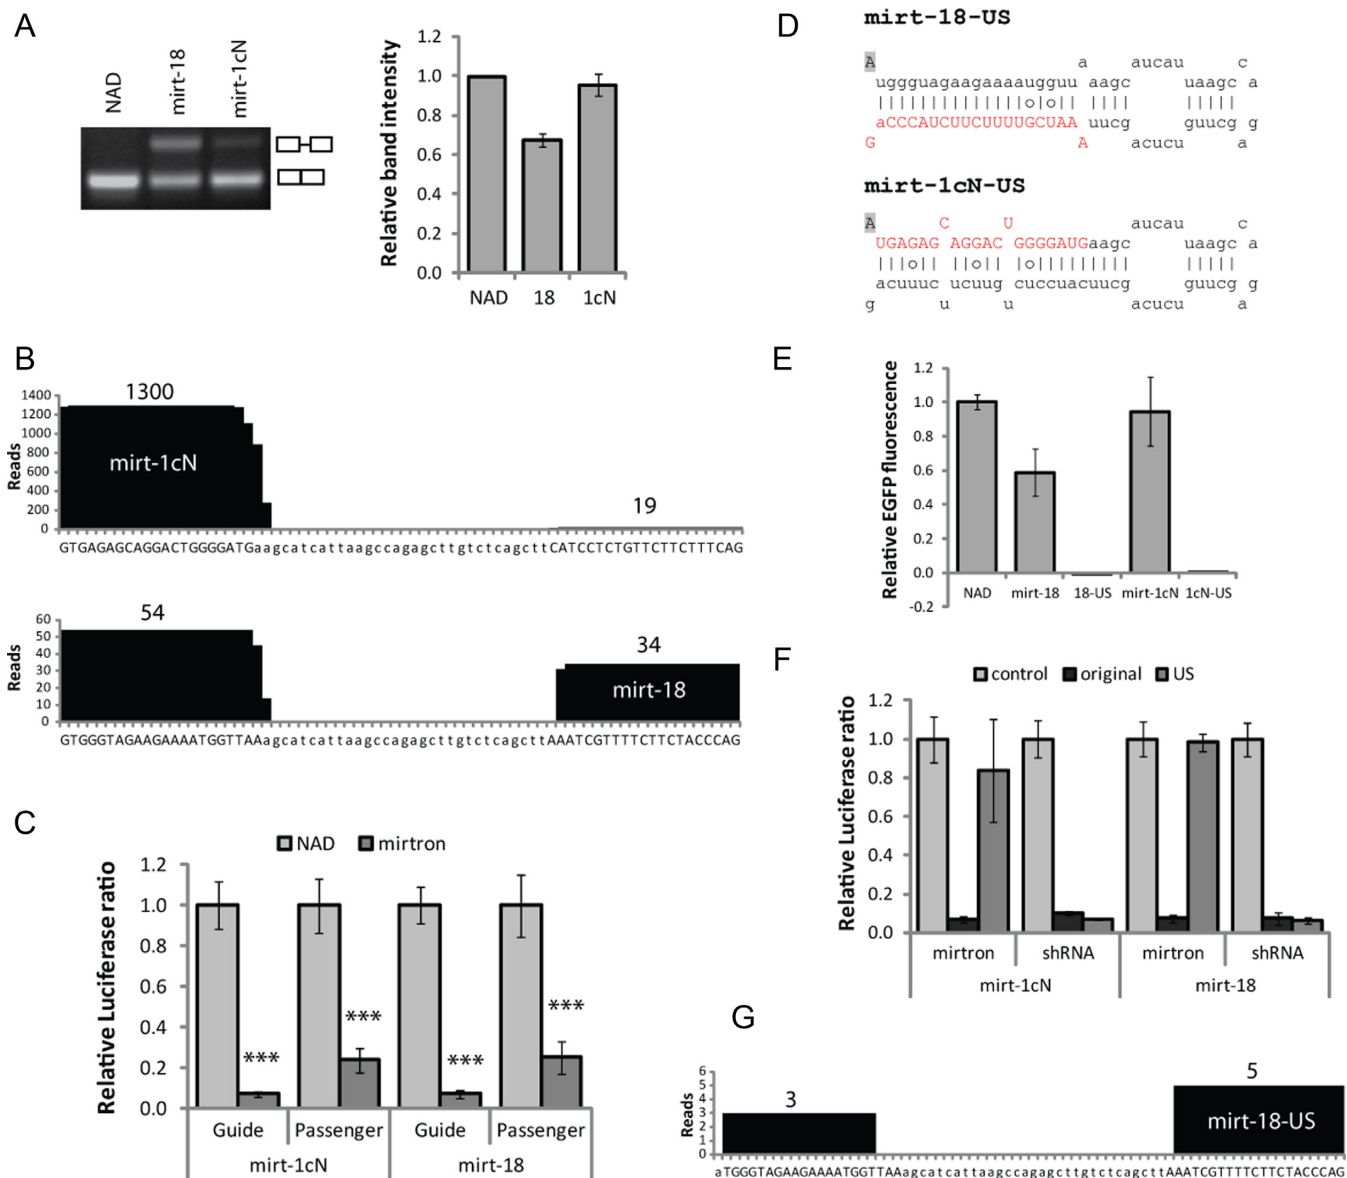 A
NAD
mirt-18
mirt-1cN
Relative band intensity
1.2
1.0
0.8
0.6
0.4
0.2
0.0
NAD 18 1cN
B
Reads
1400
1200
1000
800
600
400
200
0
1300
mirt-1cN
19
GTGAGAGCAGGACTGGGGATGaagcatcattaagccagagcttgtctcagcttCATCCTCTGTTCTTCTTTCAG
Reads
60
50
40
30
20
10
0
54
34
mirt-18
GTGGGTAGAAGAAAATGGTTAAAgcatcattaagccagagcttgtctcagcttAAATCGTTTTCTTCTACCCAG
C
NAD mirtron
Relative Luciferase ratio
1.2
1.0
0.8
0.6
0.4
0.2
0.0
*** *** *** ***
Guide Passenger Guide Passenger
mirt-1cN mirt-18
D
mirt-18-US
A a aucau c
uggguagaagaaaaugguu aagc uaagc a
||||||||||||||o|o|| |||| |||||
aCCCAUCUUCUUUUGCUAA uucg guucg g
G A acucu a
mirt-1cN-US
A C U aucau c
UGAGAG AGGAC GGGGAUGaagc uaagc a
|||o|| ||o|| |o||||||||| |||||
acuuuc ucuug cuccuacuucg guucg g
g u u acucu a
E
Relative EGFP fluorescence
1.2
1.0
0.8
0.6
0.4
0.2
0.0
-0.2
NAD mirt-18 18-US mirt-1cN 1cN-US
F
control original US
Relative Luciferase ratio
1.2
1.0
0.8
0.6
0.4
0.2
0.0
mirtron shRNA mirtron shRNA
mirt-1cN mirt-18
G
Reads
6
5
4
3
2
1
0
3
5
mirt-18-US
aTGGGTAGAAGAAAATGGTTAAagcatcattaagccagagcttgtctcagcttAAATCGTTTTCTTCTACCCAG